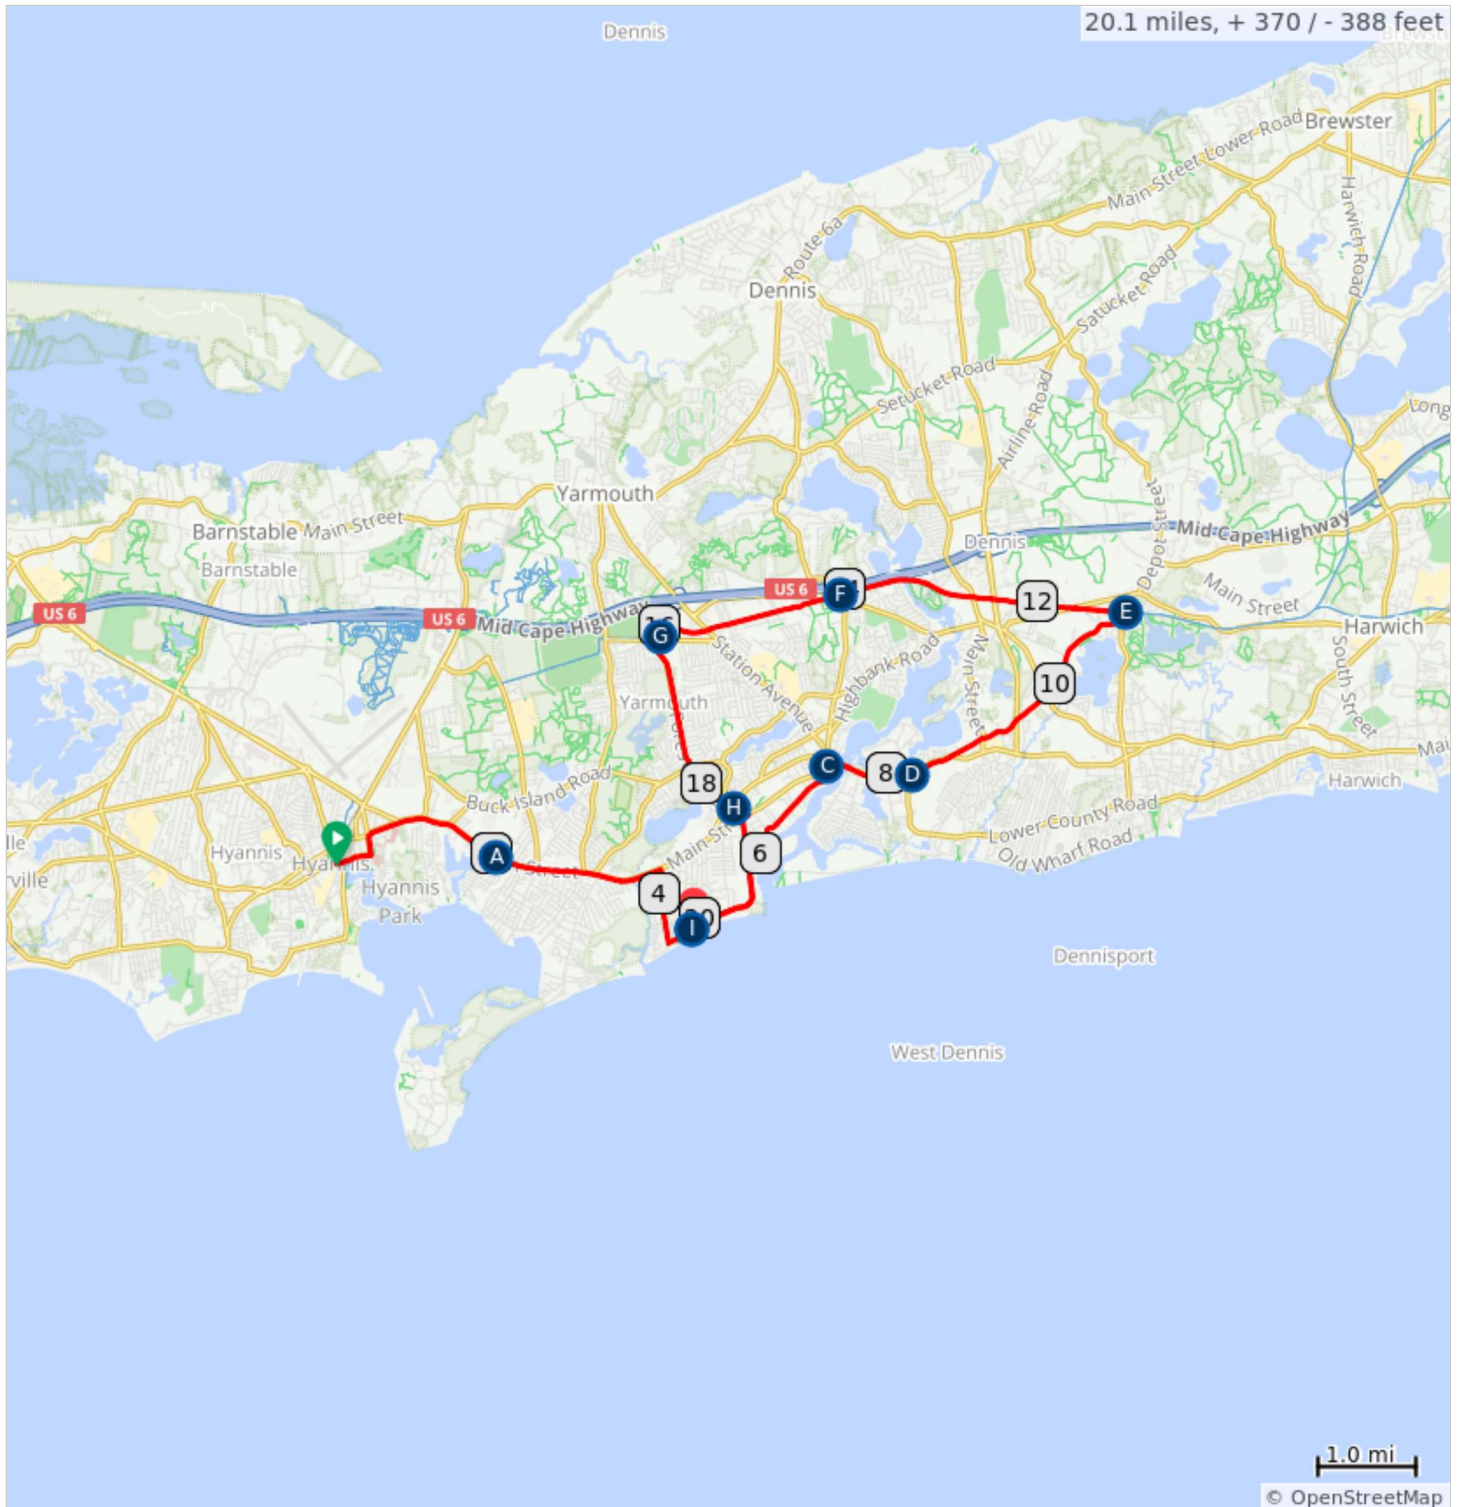 20.1 miles, + 370 / - 388 feet
Dennis
Brewster
Main Street Lower Road
Harwich Road
Route 6a
Dennis
Satucket Road
Setucket Road
Airline Road
Long
Yarmouth
Barnstable
Main Street
Barnstable
Depot Street
Mid Cape Highway
Dennis
US 6
US 6
US 6
Mid Cape Highway
F
12
E
Main Street
Harwich
G
Station Avenue
Highbank Road
Main Street
South Street
10
Yarmouth
C
8
D
18
H
Buck Island Road
Harwich
Lower County Road
Old Wharf Road
Hyannis
Hyannis
A
Street
Main Str
6
Hyannis
Park
4
I
Dennisport
West Dennis
1.0 mi
© OpenStreetMap